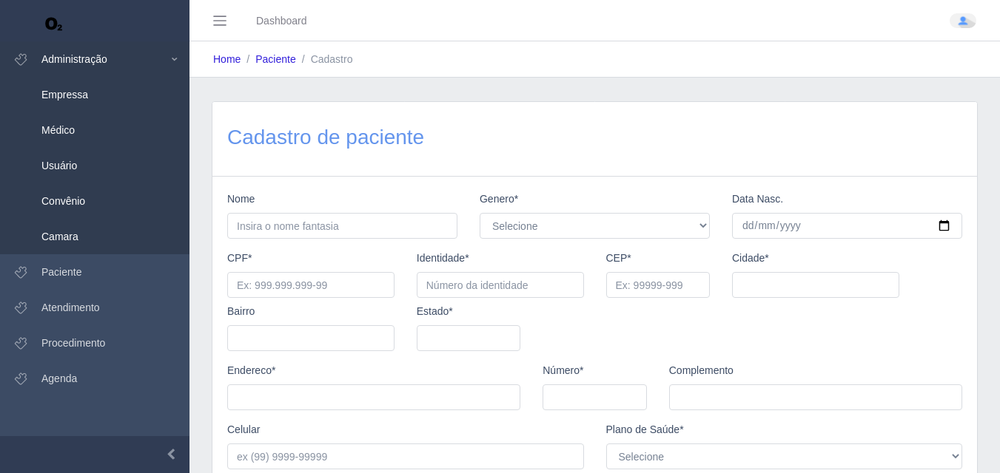 O₂
Dashboard
Administração
Home / Paciente / Cadastro
Empressa
Médico
Usuário
Convênio
Camara
Paciente
Atendimento
Procedimento
Agenda
Cadastro de paciente
Nome Genero* Data Nasc.
Insira o nome fantasia Selecione dd/mm/yyyy
CPF* Identidade* CEP* Cidade*
Ex: 999.999.999-99 Número da identidade Ex: 99999-999
Bairro Estado*
Endereco* Número* Complemento
Celular Plano de Saúde*
ex (99) 9999-99999 Selecione